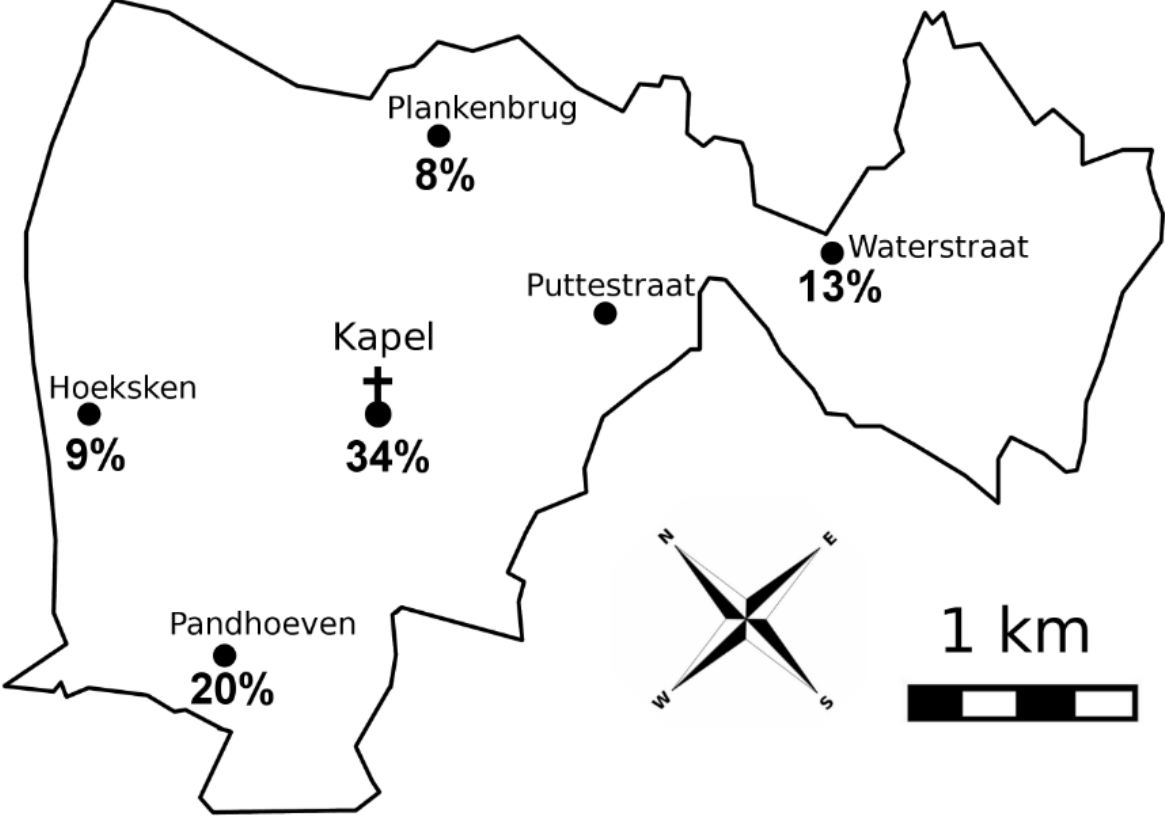 Plankenbrug
8%
Waterstraat
13%
Puttestraat
Kapel
34%
Hoeksken
9%
N
E
W
S
1 km
Pandhoeven
20%